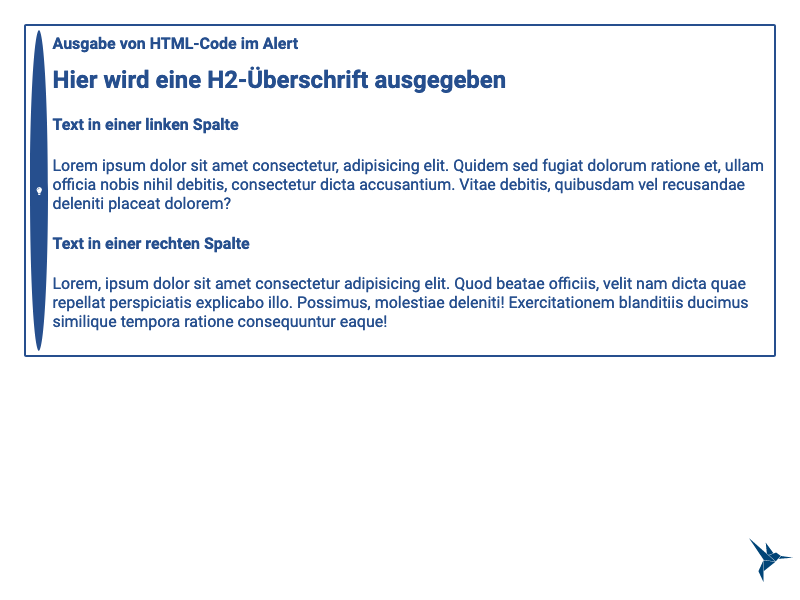 Ausgabe von HTML-Code im Alert
Hier wird eine H2-Überschrift ausgegeben
Text in einer linken Spalte
Lorem ipsum dolor sit amet consectetur, adipisicing elit. Quidem sed fugiat dolorum ratione et, ullam
officia nobis nihil debitis, consectetur dicta accusantium. Vitae debitis, quibusdam vel recusandae
deleniti placeat dolorem?
Text in einer rechten Spalte
Lorem, ipsum dolor sit amet consectetur adipisicing elit. Quod beatae officiis, velit nam dicta quae
repellat perspiciatis explicabo illo. Possimus, molestiae deleniti! Exercitationem blanditiis ducimus
similique tempora ratione consequuntur eaque!